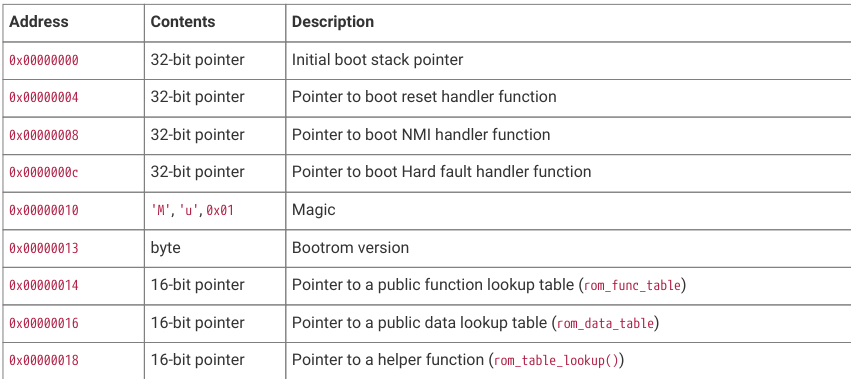 Address Contents Description
0x00000000 32-bit pointer Initial boot stack pointer
0x00000004 32-bit pointer Pointer to boot reset handler function
0x00000008 32-bit pointer Pointer to boot NMI handler function
0x0000000c 32-bit pointer Pointer to boot Hard fault handler function
0x00000010 'M', 'u', 0x01 Magic
0x00000013 byte Bootrom version
0x00000014 16-bit pointer Pointer to a public function lookup table (rom_func_table)
0x00000016 16-bit pointer Pointer to a public data lookup table (rom_data_table)
0x00000018 16-bit pointer Pointer to a helper function (rom_table_lookup())